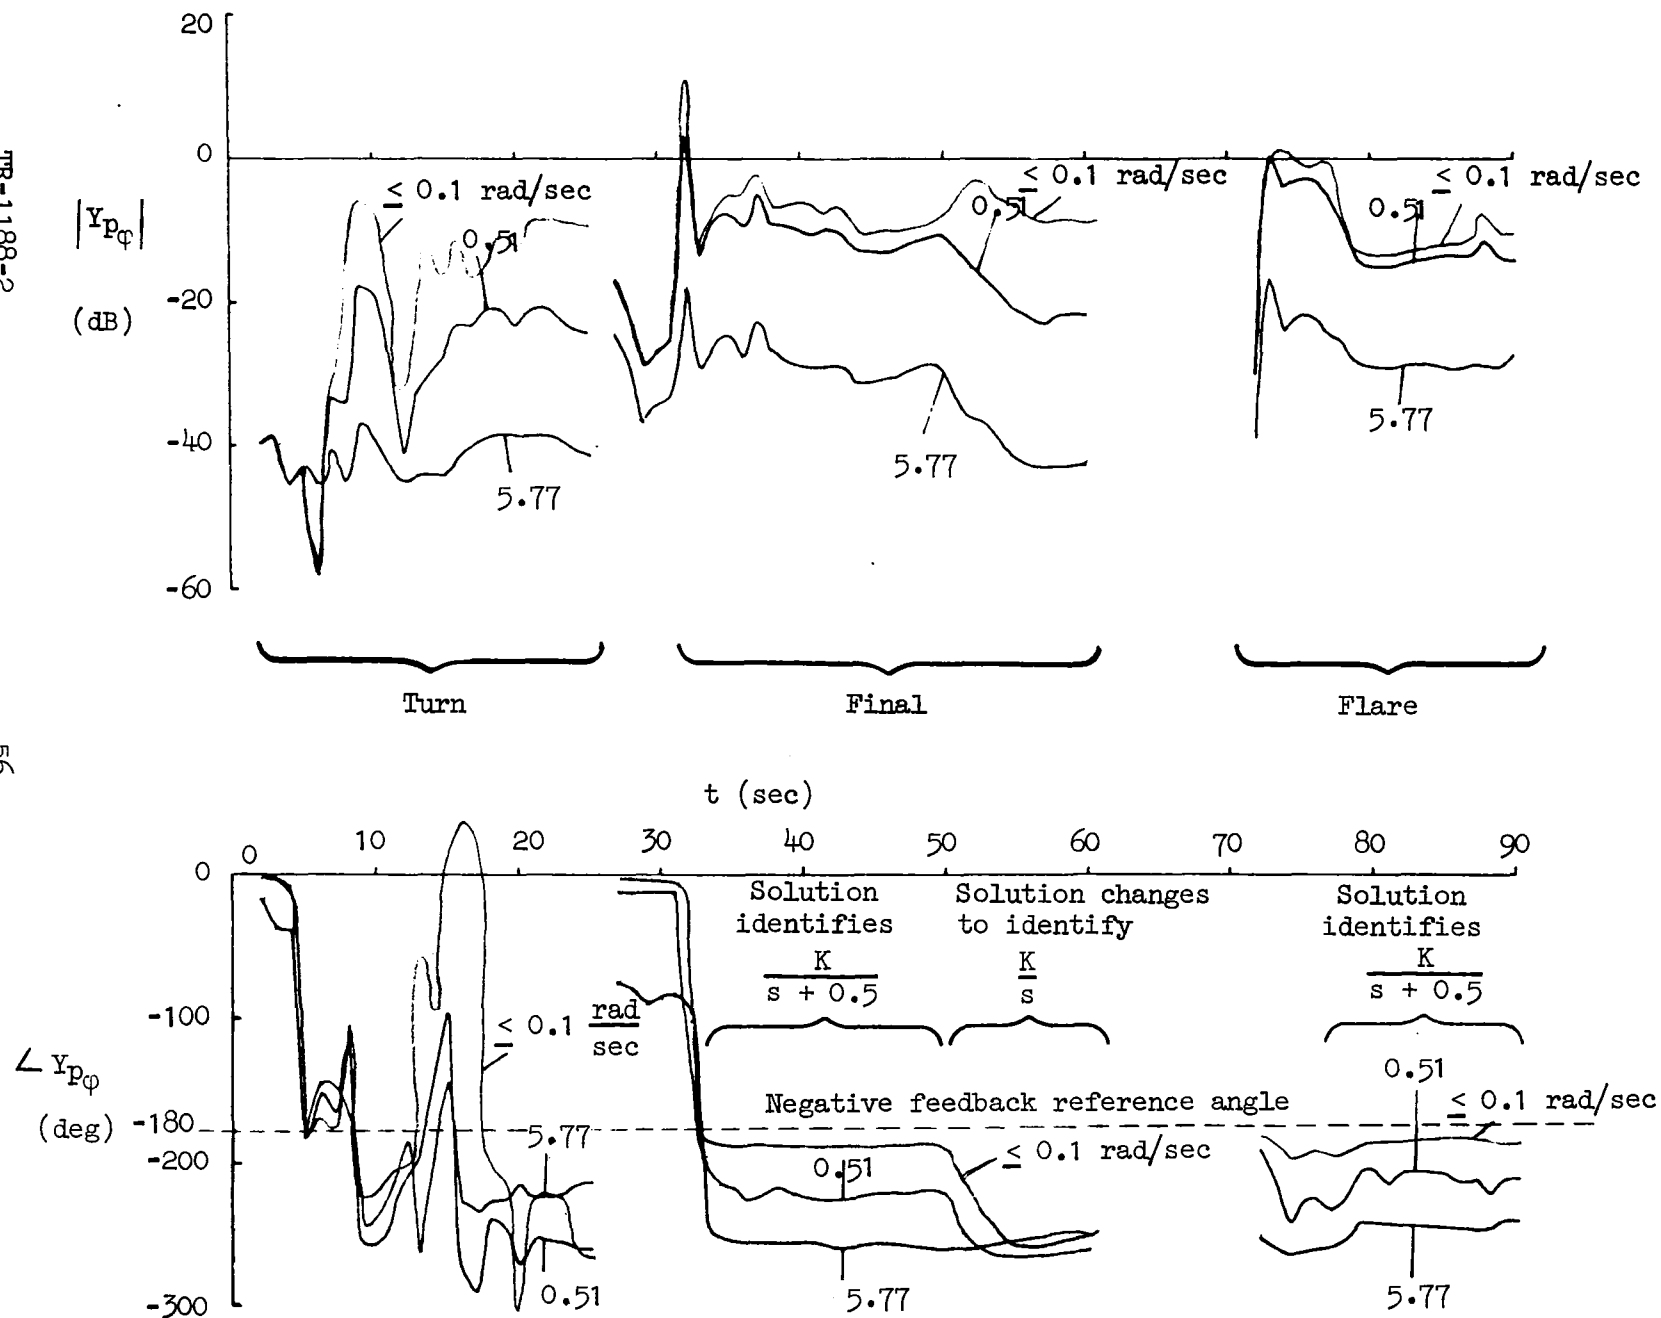 TR-1188-2
56
20
0
-20
-40
-60
|Ypφ|
(dB)
≤ 0.1 rad/sec
0.51
5.77
≤ 0.1 rad/sec
0.51
5.77
≤ 0.1 rad/sec
0.51
5.77
Turn
Final
Flare
t (sec)
0 10 20 30 40 50 60 70 80 90
0
-100
-180
-200
-300
∠ Ypφ
(deg)
Solution
identifies
K
s + 0.5
Solution changes
to identify
K
s
Solution
identifies
K
s + 0.5
≤ 0.1 rad
sec
5.77
0.51
Negative feedback reference angle
≤ 0.1 rad/sec
0.51
5.77
0.51
≤ 0.1 rad/sec
5.77